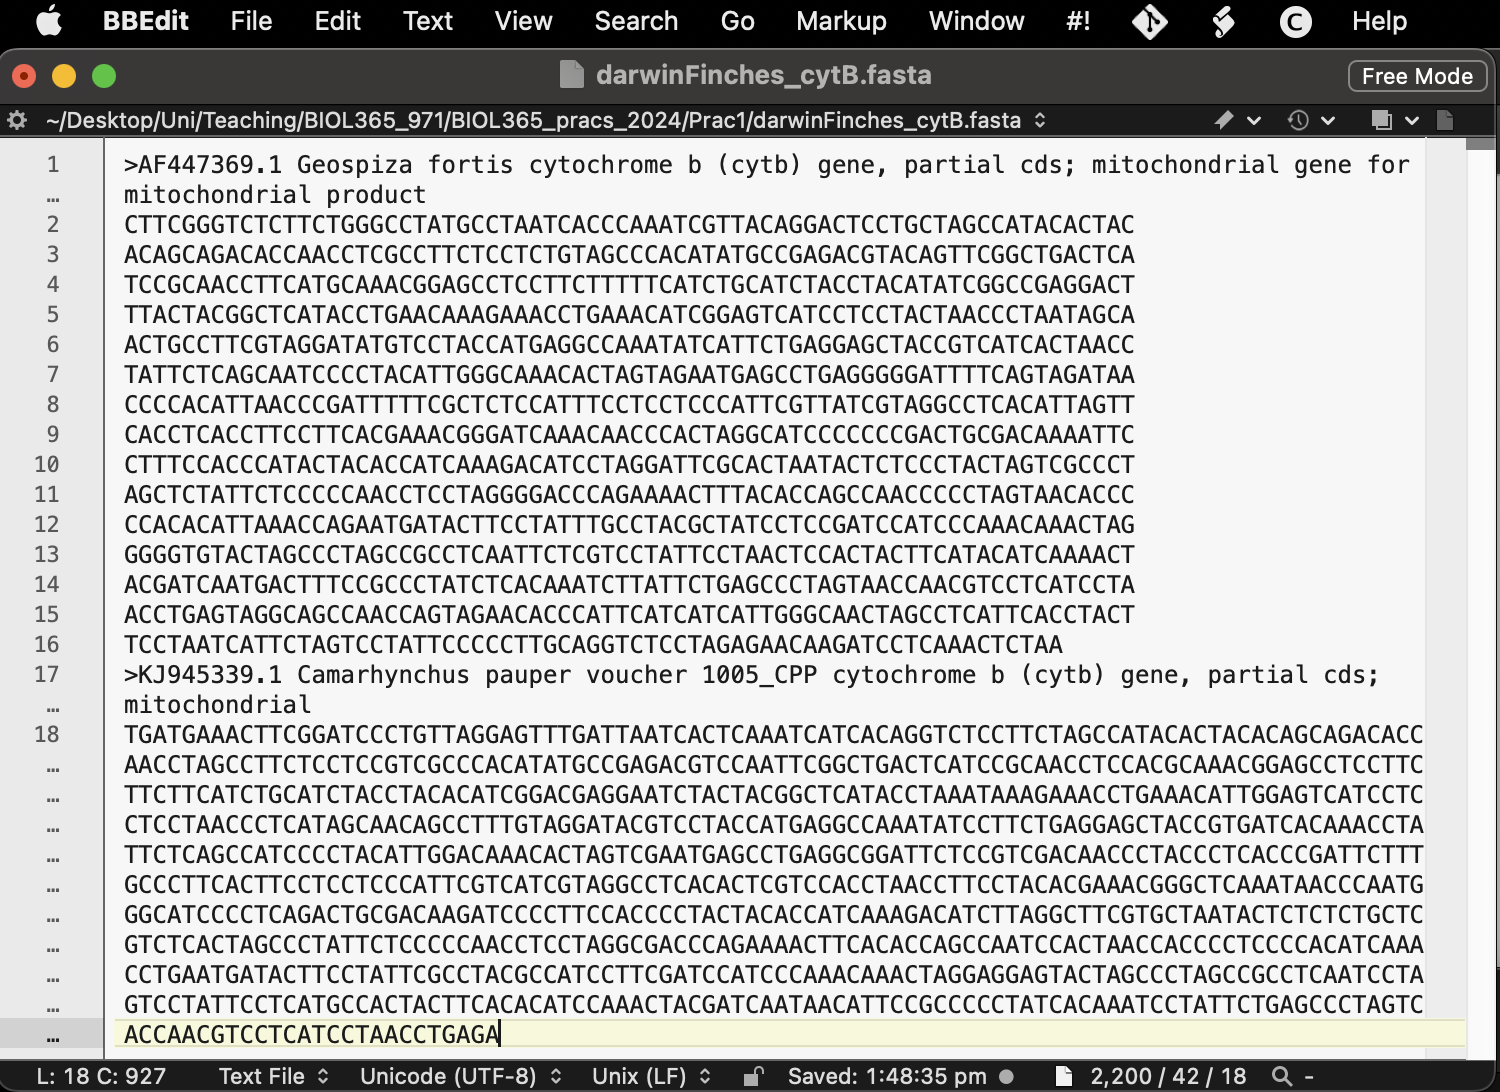 BBEdit File Edit Text View Search Go Markup Window #! C Help
darwinFinches_cytB.fasta
Free Mode
~/Desktop/Uni/Teaching/BIOL365_971/BIOL365_pracs_2024/Prac1/darwinFinches_cytB.fasta
1 >AF447369.1 Geospiza fortis cytochrome b (cytb) gene, partial cds; mitochondrial gene for
… mitochondrial product
2 CTTCGGGTCTCTTCTGGGCCTATGCCTAATCACCCAAATCGTTACAGGACTCCTGCTAGCCATACACTAC
3 ACAGCAGACACCAACCTCGCCTTCTCCTCTGTAGCCCACATATGCCGAGACGTACAGTTCGGCTGACTCA
4 TCCGCAACCTTCATGCAAACGGAGCCTCCTTCTTTTTCATCTGCATCTACCTACATATCGGCCGAGGACT
5 TTACTACGGCTCATACCTGAACAAAGAAACCTGAAACATCGGAGTCATCCTCCTACTAACCCTAATAGCA
6 ACTGCCTTCGTAGGATATGTCCTACCATGAGGCCAAATATCATTCTGAGGAGCTACCGTCATCACTAACC
7 TATTCTCAGCAATCCCCTACATTGGGCAAACACTAGTAGAATGAGCCTGAGGGGGATTTTCAGTAGATAA
8 CCCCACATTAACCCGATTTTTCGCTCTCCATTTCCTCCTCCCATTCGTTATCGTAGGCCTCACATTAGTT
9 CACCTCACCTTCCTTCACGAAACGGGATCAAACAACCCACTAGGCATCCCCCCCGACTGCGACAAAATTC
10 CTTTCCACCCATACTACACCATCAAAGACATCCTAGGATTCGCACTAATACTCTCCCTACTAGTCGCCCT
11 AGCTCTATTCTCCCCCAACCTCCTAGGGGACCCAGAAAACTTTACACCAGCCAACCCCCTAGTAACACCC
12 CCACACATTAAACCAGAATGATACTTCCTATTTGCCTACGCTATCCTCCGATCCATCCCAAACAAACTAG
13 GGGGTGTACTAGCCCTAGCCGCCTCAATTCTCGTCCTATTCCTAACTCCACTACTTCATACATCAAAACT
14 ACGATCAATGACTTTCCGCCCTATCTCACAAATCTTATTCTGAGCCCTAGTAACCAACGTCCTCATCCTA
15 ACCTGAGTAGGCAGCCAACCAGTAGAACACCCATTCATCATCATTGGGCAACTAGCCTCATTCACCTACT
16 TCCTAATCATTCTAGTCCTATTCCCCCTTGCAGGTCTCCTAGAGAACAAGATCCTCAAACTCTAA
17 >KJ945339.1 Camarhynchus pauper voucher 1005_CPP cytochrome b (cytb) gene, partial cds;
… mitochondrial
18 TGATGAAACTTCGGATCCCTGTTAGGAGTTTGATTAATCACTCAAATCATCACAGGTCTCCTTCTAGCCATACACTACACAGCAGACACC
… AACCTAGCCTTCTCCTCCGTCGCCCACATATGCCGAGACGTCCAATTCGGCTGACTCATCCGCAACCTCCACGCAAACGGAGCCTCCTTC
… TTCTTCATCTGCATCTACCTACACATCGGACGAGGAATCTACTACGGCTCATACCTAAATAAAGAAACCTGAAACATTGGAGTCATCCTC
… CTCCTAACCCTCATAGCAACAGCCTTTGTAGGATACGTCCTACCATGAGGCCAAATATCCTTCTGAGGAGCTACCGTGATCACAAACCTA
… TTCTCAGCCATCCCCTACATTGGACAAACACTAGTCGAATGAGCCTGAGGCGGATTCTCCGTCGACAACCCTACCCTCACCCGATTCTTT
… GCCCTTCACTTCCTCCTCCCATTCGTCATCGTAGGCCTCACACTCGTCCACCTAACCTTCCTACACGAAACGGGCTCAAATAACCCAATG
… GGCATCCCCTCAGACTGCGACAAGATCCCCTTCCACCCCTACTACACCATCAAAGACATCTTAGGCTTCGTGCTAATACTCTCTCTGCTC
… GTCTCACTAGCCCTATTCTCCCCCAACCTCCTAGGCGACCCAGAAAACTTCACACCAGCCAATCCACTAACCACCCCTCCCCACATCAAA
… CCTGAATGATACTTCCTATTCGCCTACGCCATCCTTCGATCCATCCCAAACAAACTAGGAGGAGTACTAGCCCTAGCCGCCTCAATCCTA
… GTCCTATTCCTCATGCCACTACTTCACACATCCAAACTACGATCAATAACATTCCGCCCCCTATCACAAATCCTATTCTGAGCCCTAGTC
… ACCAACGTCCTCATCCTAACCTGAGA
L: 18 C: 927 Text File Unicode (UTF-8) Unix (LF) Saved: 1:48:35 pm 2,200 / 42 / 18 -